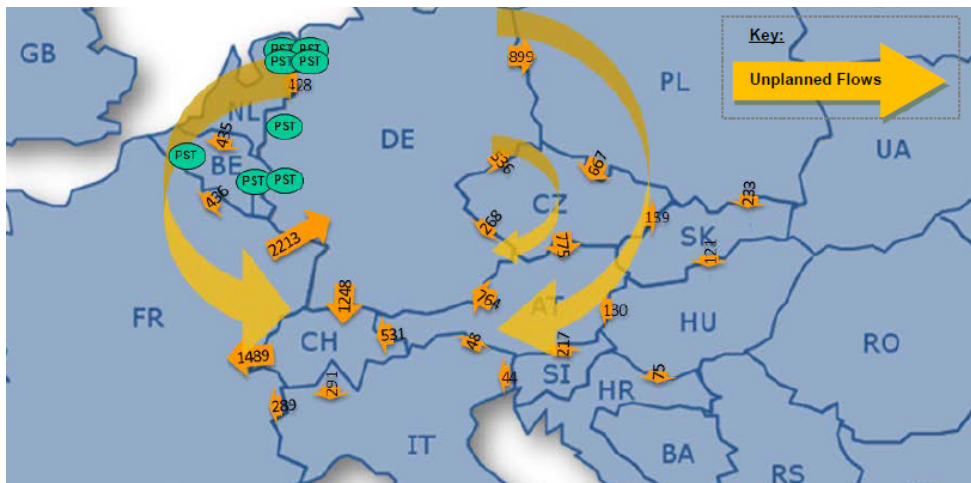 Key:
Unplanned Flows
GB
899
PST
PST
PST
PST
428
PL
NL
PST
435
DE
UA
PST
BE
536
667
PST
PST
436
CZ
233
268
159
2213
SK
775
121
1248
764
AT
130
FR
HU
531
RO
CH
48
217
1489
SI
291
44
75
HR
289
IT
BA
RS